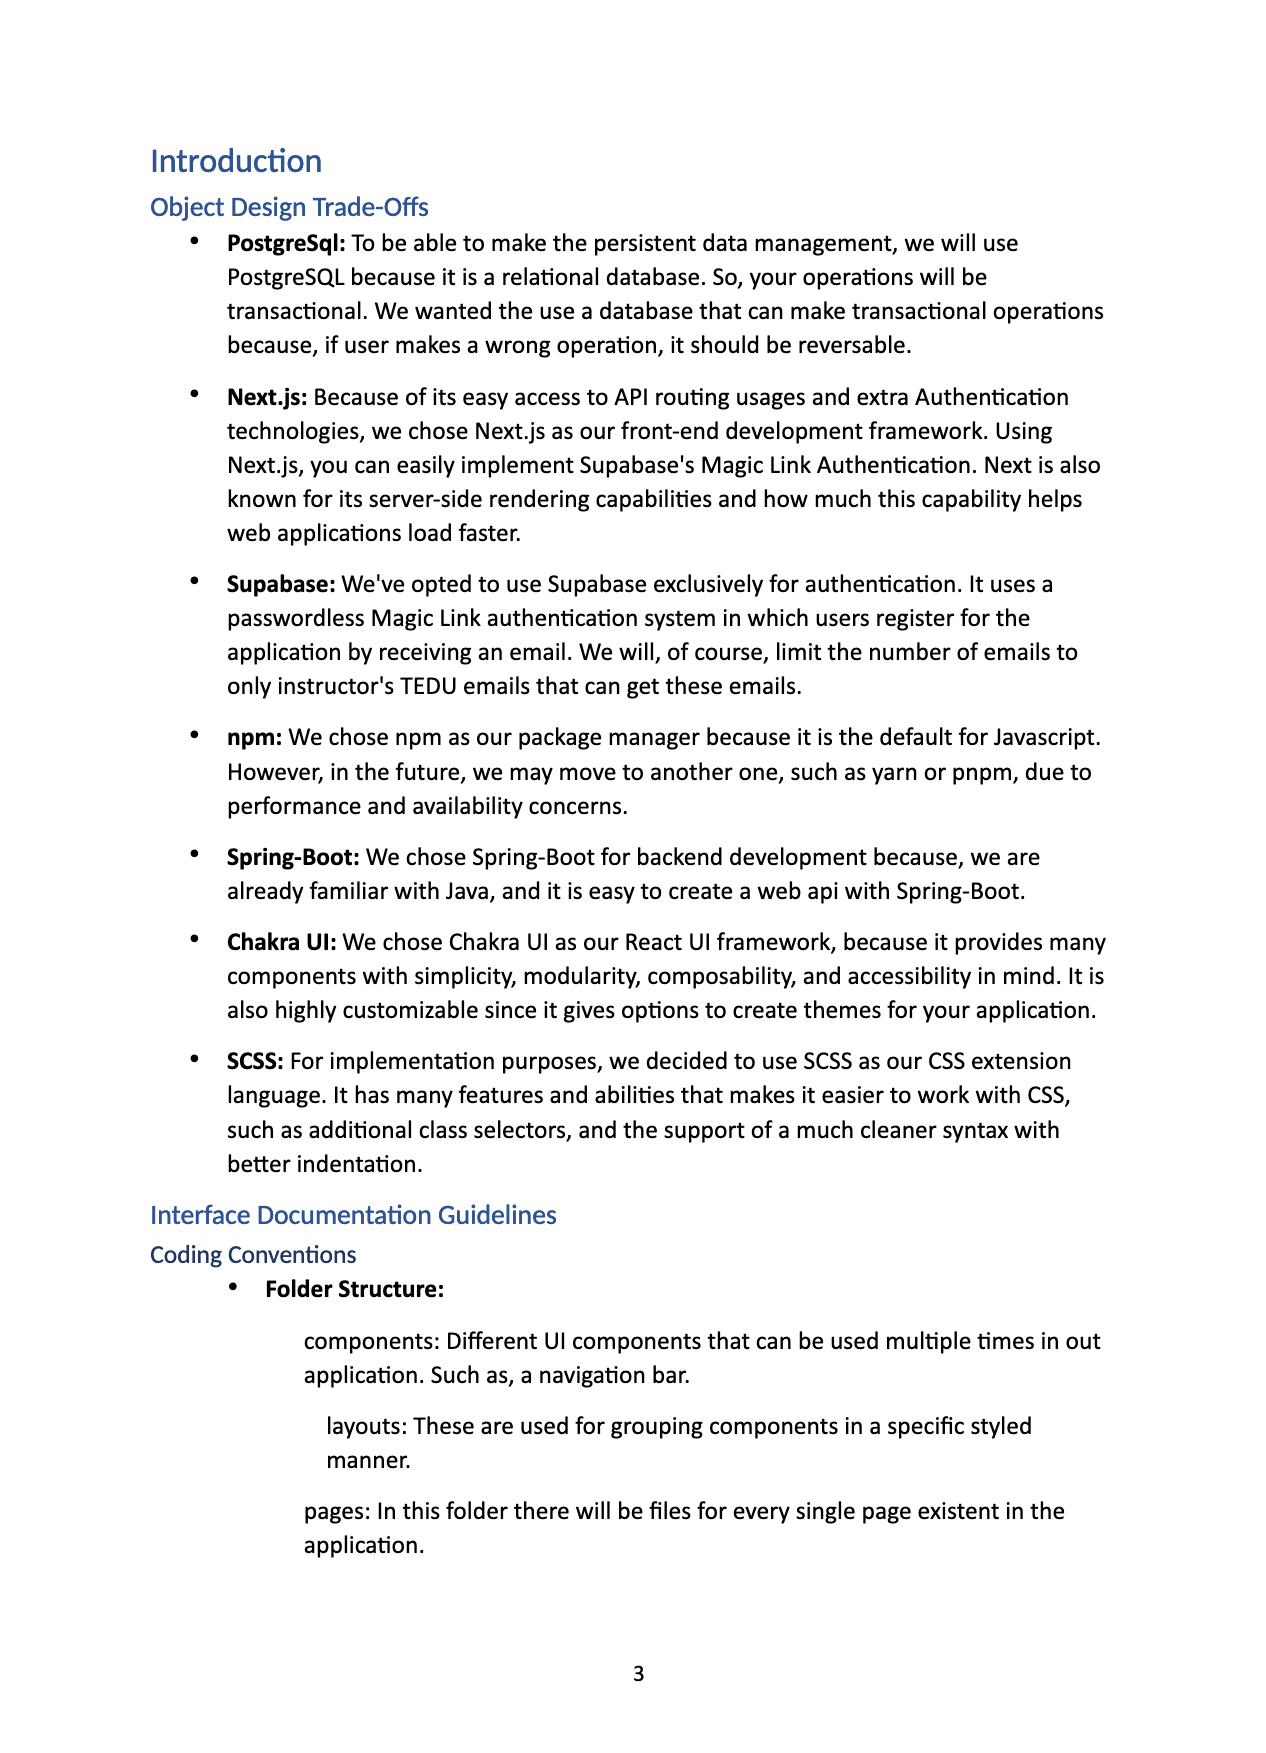 Introduction
Object Design Trade-Offs
• PostgreSql: To be able to make the persistent data management, we will use
PostgreSQL because it is a relational database. So, your operations will be
transactional. We wanted the use a database that can make transactional operations
because, if user makes a wrong operation, it should be reversable.
• Next.js: Because of its easy access to API routing usages and extra Authentication
technologies, we chose Next.js as our front-end development framework. Using
Next.js, you can easily implement Supabase's Magic Link Authentication. Next is also
known for its server-side rendering capabilities and how much this capability helps
web applications load faster.
• Supabase: We've opted to use Supabase exclusively for authentication. It uses a
passwordless Magic Link authentication system in which users register for the
application by receiving an email. We will, of course, limit the number of emails to
only instructor's TEDU emails that can get these emails.
• npm: We chose npm as our package manager because it is the default for Javascript.
However, in the future, we may move to another one, such as yarn or pnpm, due to
performance and availability concerns.
• Spring-Boot: We chose Spring-Boot for backend development because, we are
already familiar with Java, and it is easy to create a web api with Spring-Boot.
• Chakra UI: We chose Chakra UI as our React UI framework, because it provides many
components with simplicity, modularity, composability, and accessibility in mind. It is
also highly customizable since it gives options to create themes for your application.
• SCSS: For implementation purposes, we decided to use SCSS as our CSS extension
language. It has many features and abilities that makes it easier to work with CSS,
such as additional class selectors, and the support of a much cleaner syntax with
better indentation.
Interface Documentation Guidelines
Coding Conventions
• Folder Structure:
components: Different UI components that can be used multiple times in out
application. Such as, a navigation bar.
layouts: These are used for grouping components in a specific styled
manner.
pages: In this folder there will be files for every single page existent in the
application.
3